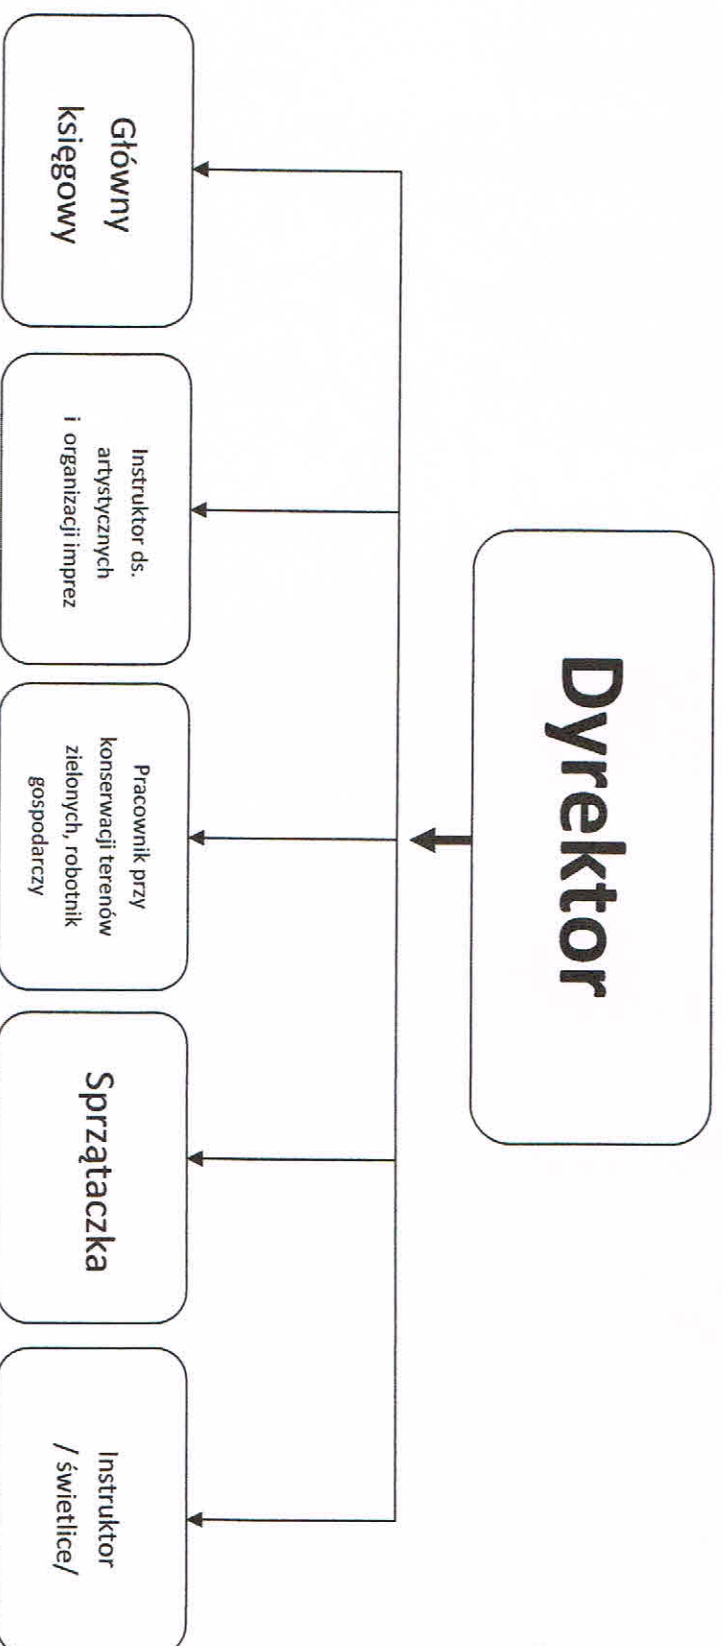 Dyrektor
Główny
księgowy
Instruktor ds.
artystycznych
i organizacji imprez
Pracownik przy
konserwacji terenów
zielonych, robotnik
gospodarczy
Sprzątaczka
Instruktor
/ świetlice/